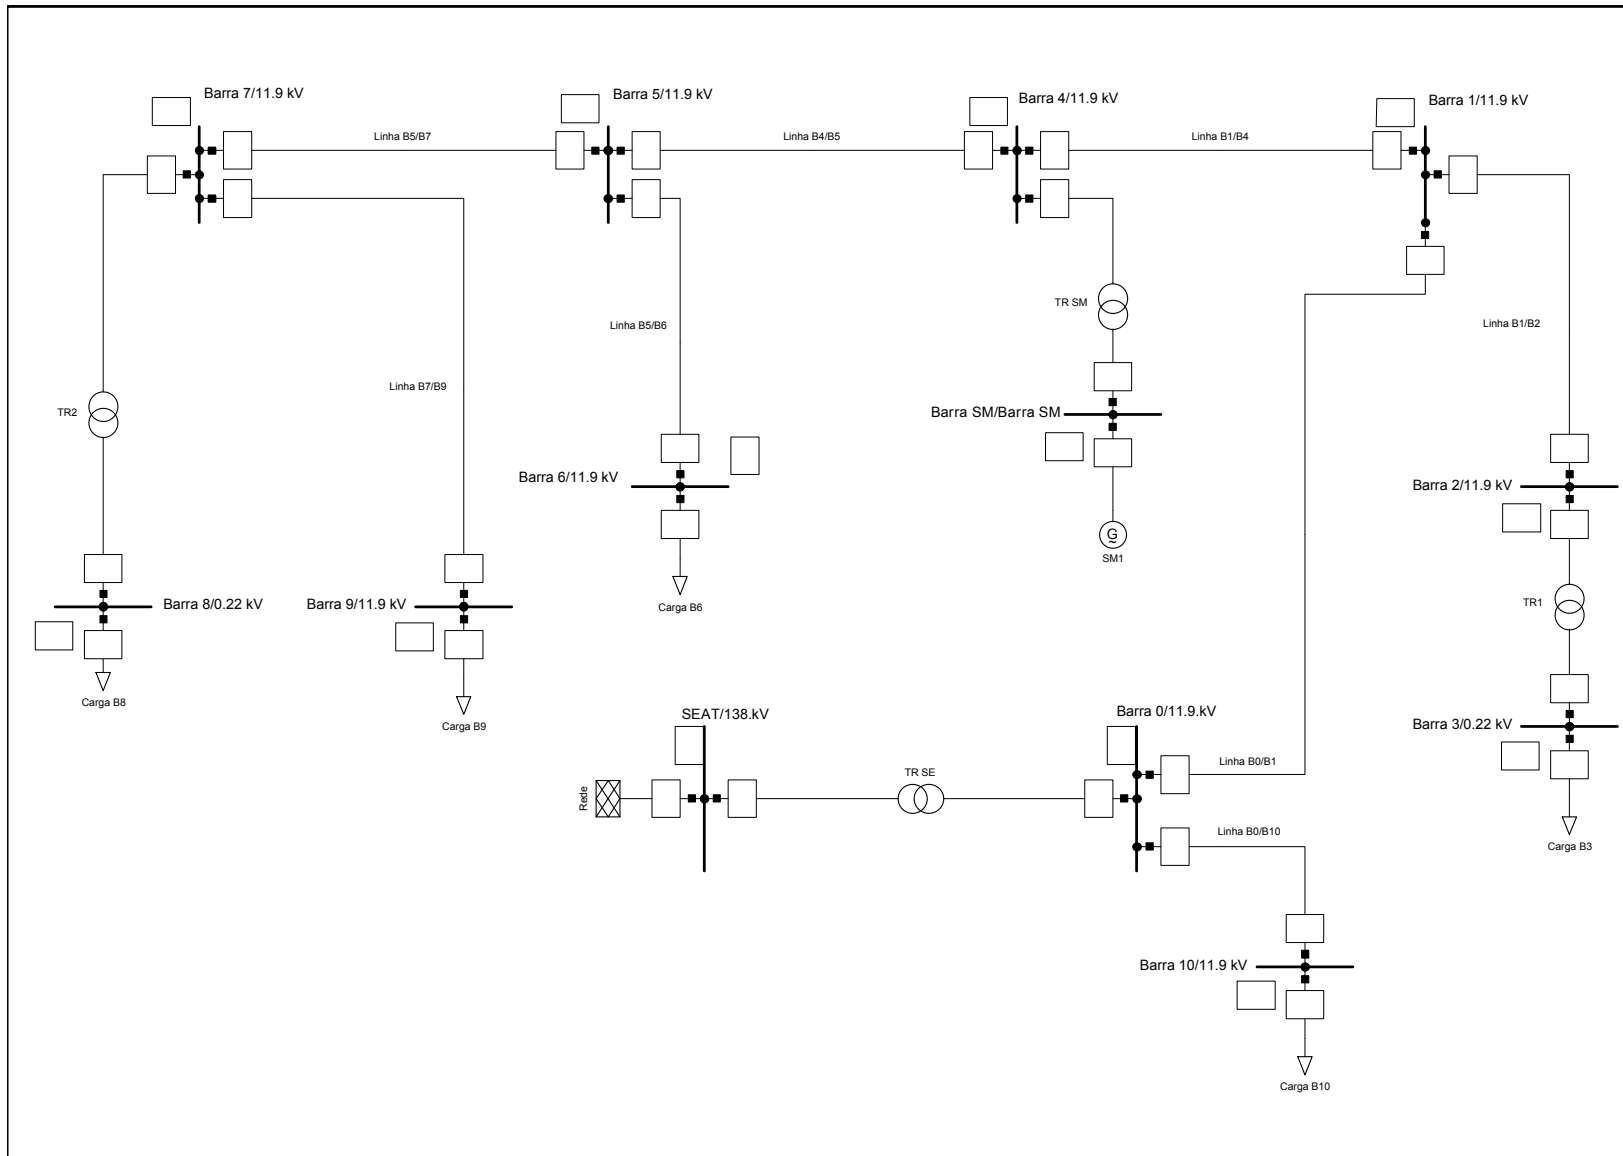 Barra 7/11.9 kV
Barra 5/11.9 kV
Barra 4/11.9 kV
Barra 1/11.9 kV
Linha B5/B7
Linha B4/B5
Linha B1/B4
TR SM
Linha B5/B6
Linha B1/B2
Linha B7/B9
TR2
Barra SM/Barra SM
Barra 6/11.9 kV
Barra 2/11.9 kV
G
~
SM1
Barra 8/0.22 kV
Barra 9/11.9 kV
Carga B6
TR1
Carga B8
Carga B9
SEAT/138.kV
Barra 0/11.9.kV
Barra 3/0.22 kV
Rede
TR SE
Linha B0/B1
Linha B0/B10
Carga B3
Barra 10/11.9 kV
Carga B10